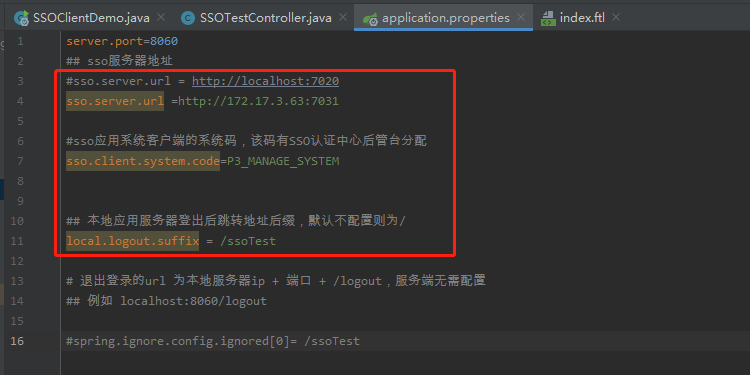 SSOClientDemo.java × SSOTestController.java × application.properties × index.ftl ×
1 server.port=8060
2 ## sso服务器地址
3 #sso.server.url = http://localhost:7020
4 sso.server.url =http://172.17.3.63:7031
5
6 #sso应用系统客户端的系统码，该码有SSO认证中心后管台分配
7 sso.client.system.code=P3_MANAGE_SYSTEM
8
9
10 ## 本地应用服务器登出后跳转地址后缀，默认不配置则为/
11 local.logout.suffix = /ssoTest
12
13 # 退出登录的url 为本地服务器ip + 端口 + /logout，服务端无需配置
14 ## 例如 localhost:8060/logout
15
16 #spring.ignore.config.ignored[0]= /ssoTest